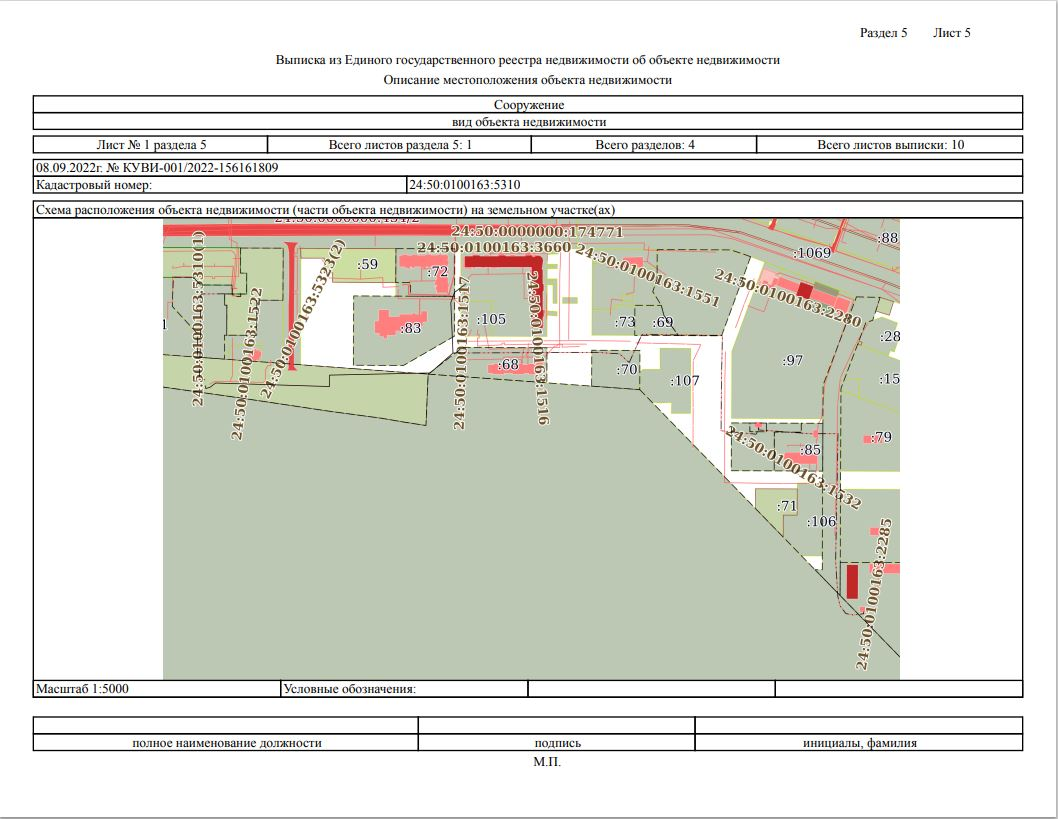 Раздел 5 Лист 5
Выписка из Единого государственного реестра недвижимости об объекте недвижимости
Описание местоположения объекта недвижимости
Сооружение
вид объекта недвижимости
Лист № 1 раздела 5 Всего листов раздела 5: 1 Всего разделов: 4 Всего листов выписки: 10
08.09.2022г. № КУВИ-001/2022-156161809
Кадастровый номер: 24:50:0100163:5310
Схема расположения объекта недвижимости (части объекта недвижимости) на земельном участке(ах)
24:50:0000000:174771
:88
24:50:0100163:3660
:1069
24:50:0100163:5310(1)
24:50:0100163:5323(2)
:59
:72
24:50:0100163:1551
24:50:0100163:2280
24:50:0100163:1522
24:50:0100163:1517
24:50:0100163:1516
:83
:105
:73
:69
:28
:97
:68
:70
:107
:15
:79
:85
24:50:0100163:1532
:71
:106
24:50:0100163:2285
Масштаб 1:5000 Условные обозначения:
полное наименование должности подпись инициалы, фамилия
М.П.